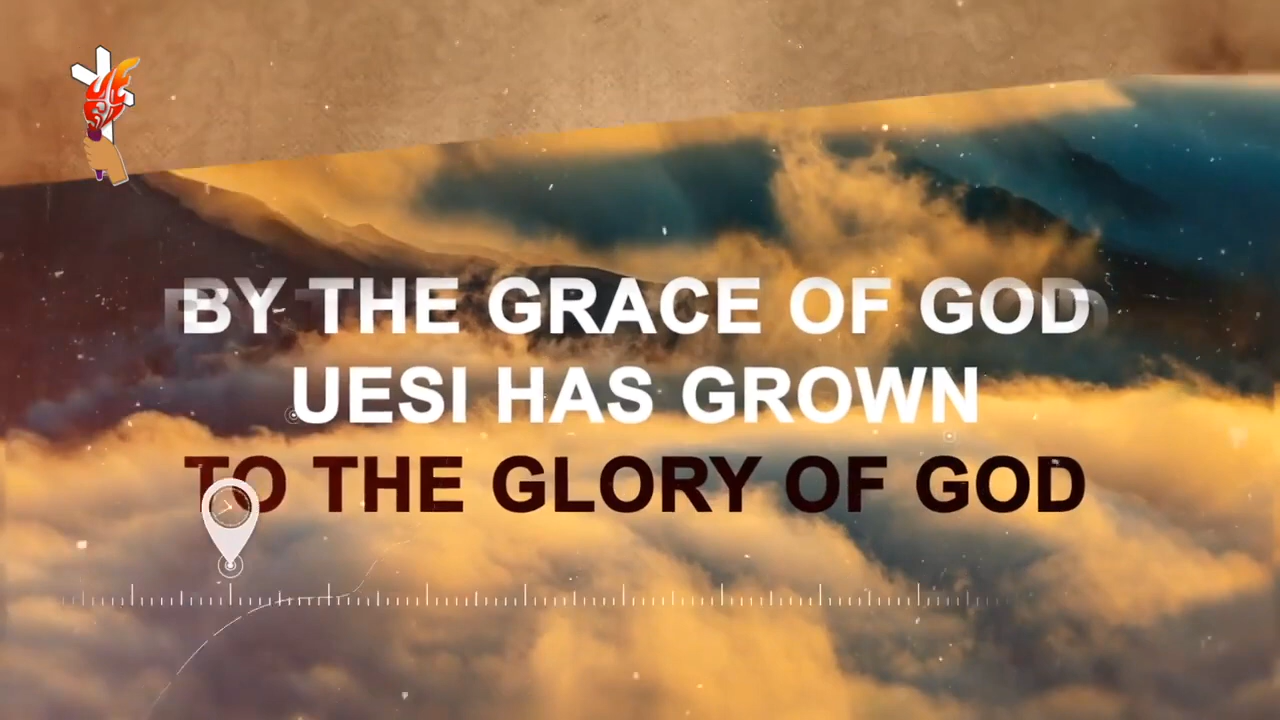 BY THE GRACE OF GOD
UESI HAS GROWN
TO THE GLORY OF GOD